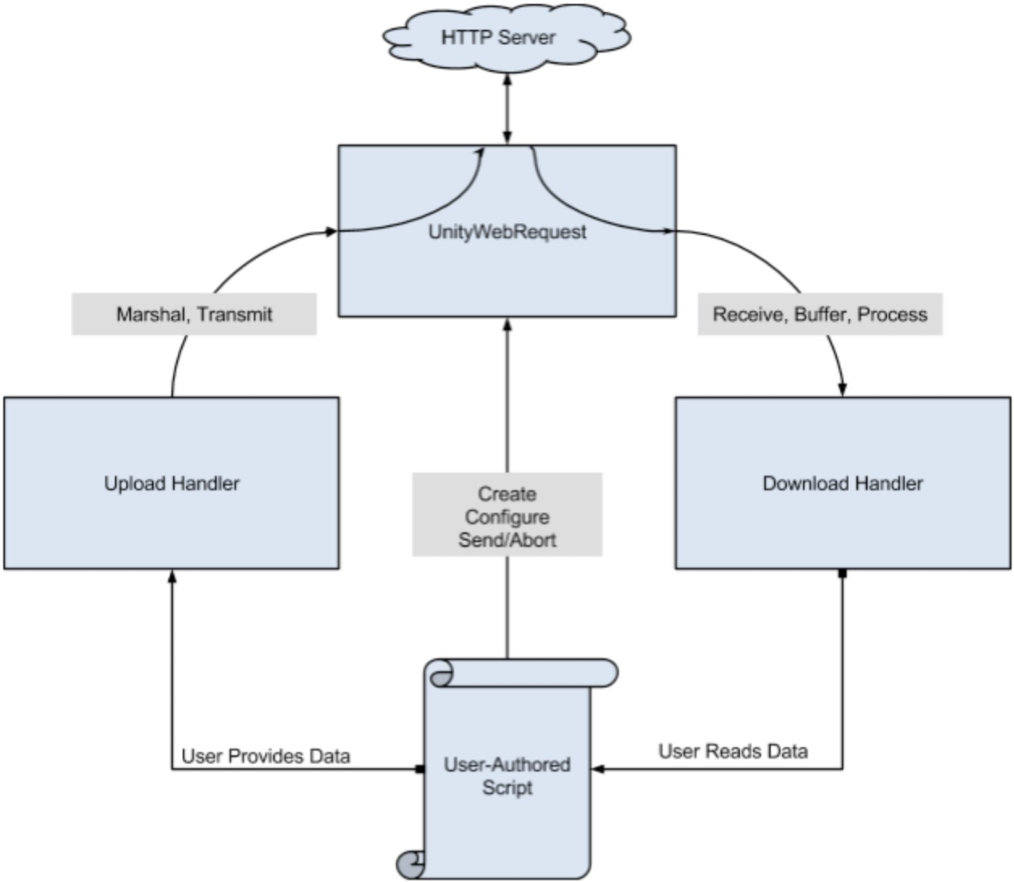 HTTP Server
UnityWebRequest
Marshal, Transmit
Receive, Buffer, Process
Upload Handler
Download Handler
Create
Configure
Send/Abort
User Provides Data
User Reads Data
User-Authored
Script